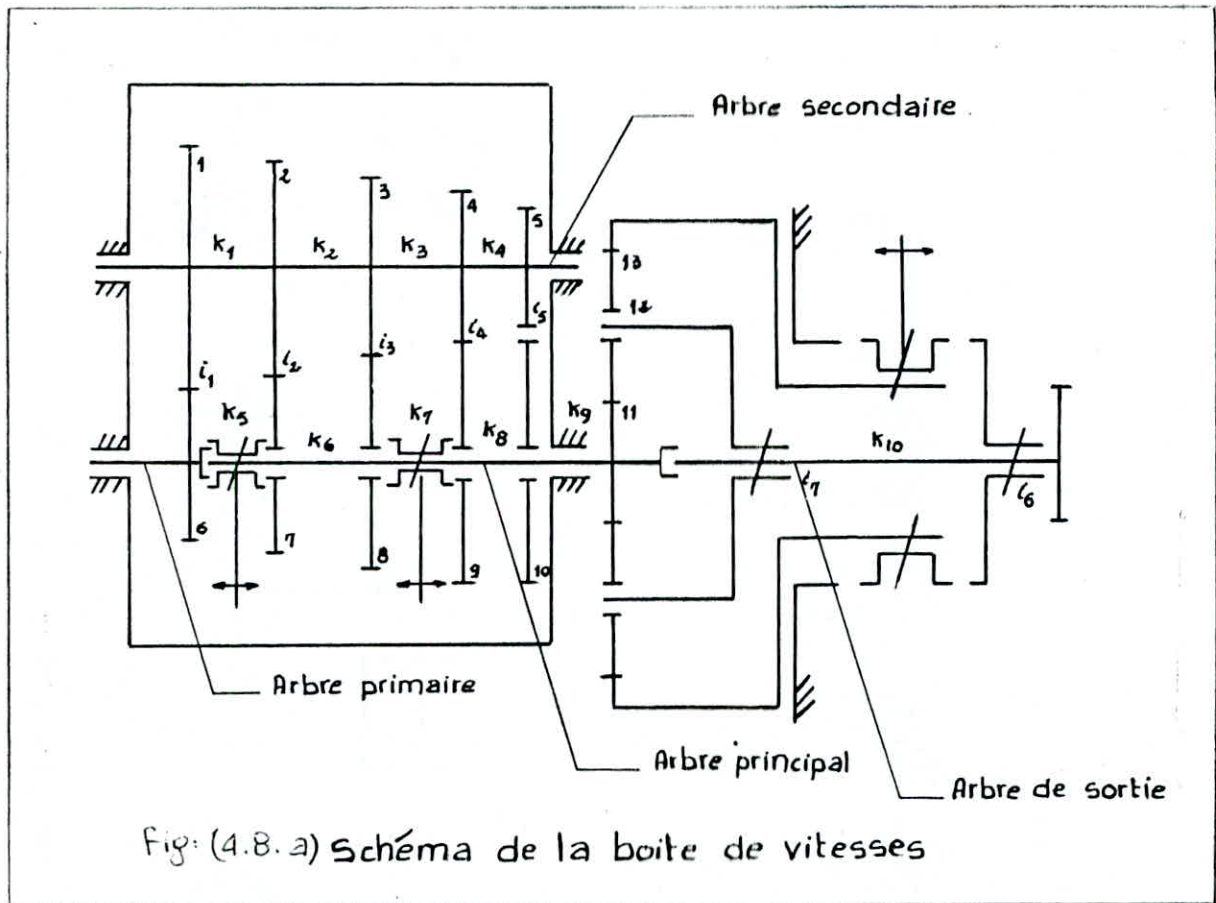 Arbre secondaire
1
2
3
4
5
k1
k2
k3
k4
13
12
i5
i4
i3
i2
i1
k5
k6
k7
k8
k9
11
k10
i7
i6
6
7
8
9
10
Arbre primaire
Arbre principal
Arbre de sortie
Fig: (4.8.a) Schéma de la boite de vitesses